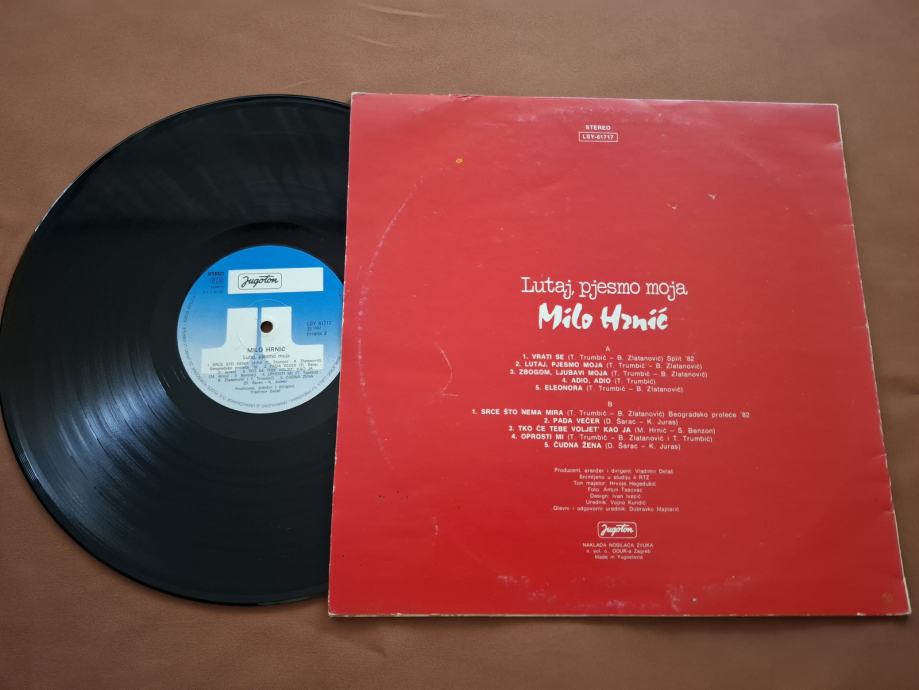 STEREO
LSY-61717
Lutaj, pjesmo moja
Milo Hrnić
A
1. VRATI SE (T. Trumbić – B. Zlatanović) Split '82
2. LUTAJ, PJESMO MOJA (T. Trumbić – B. Zlatanović)
3. ZBOGOM, LJUBAVI MOJA (T. Trumbić – B. Zlatanović)
4. ADIO, ADIO (T. Trumbić)
5. ELEONORA (T. Trumbić – B. Zlatanović)
B
1. SRCE ŠTO NEMA MIRA (T. Trumbić – B. Zlatanović) Beogradsko proleće '82
2. PADA VEČER (D. Šarac – K. Juras)
3. TKO ĆE TEBE VOLJET' KAO JA (M. Hrnić – S. Benzon)
4. OPROSTI MI (T. Trumbić – B. Zlatanović i T. Trumbić)
5. ČUDNA ŽENA (D. Šarac – K. Juras)
Producent, aranžer i dirigent: Vladimir Delač
Snimljeno u studiju 4 RTZ
Ton majstor: Hrvoje Hegedušić
Foto: Antun Tasovac
Design: Ivan Ivezić
Urednik: Vojno Kundić
Glavni i odgovorni urednik: Dubravko Majnarić
Jugoton
NAKLADA NOSILACA ZVUKA
n. sol. o., OOUR-a Zagreb
Made in Yugoslavia
STEREO
Jugoton
LSY 61717
MILO HRNIĆ
Lutaj, pjesmo moja